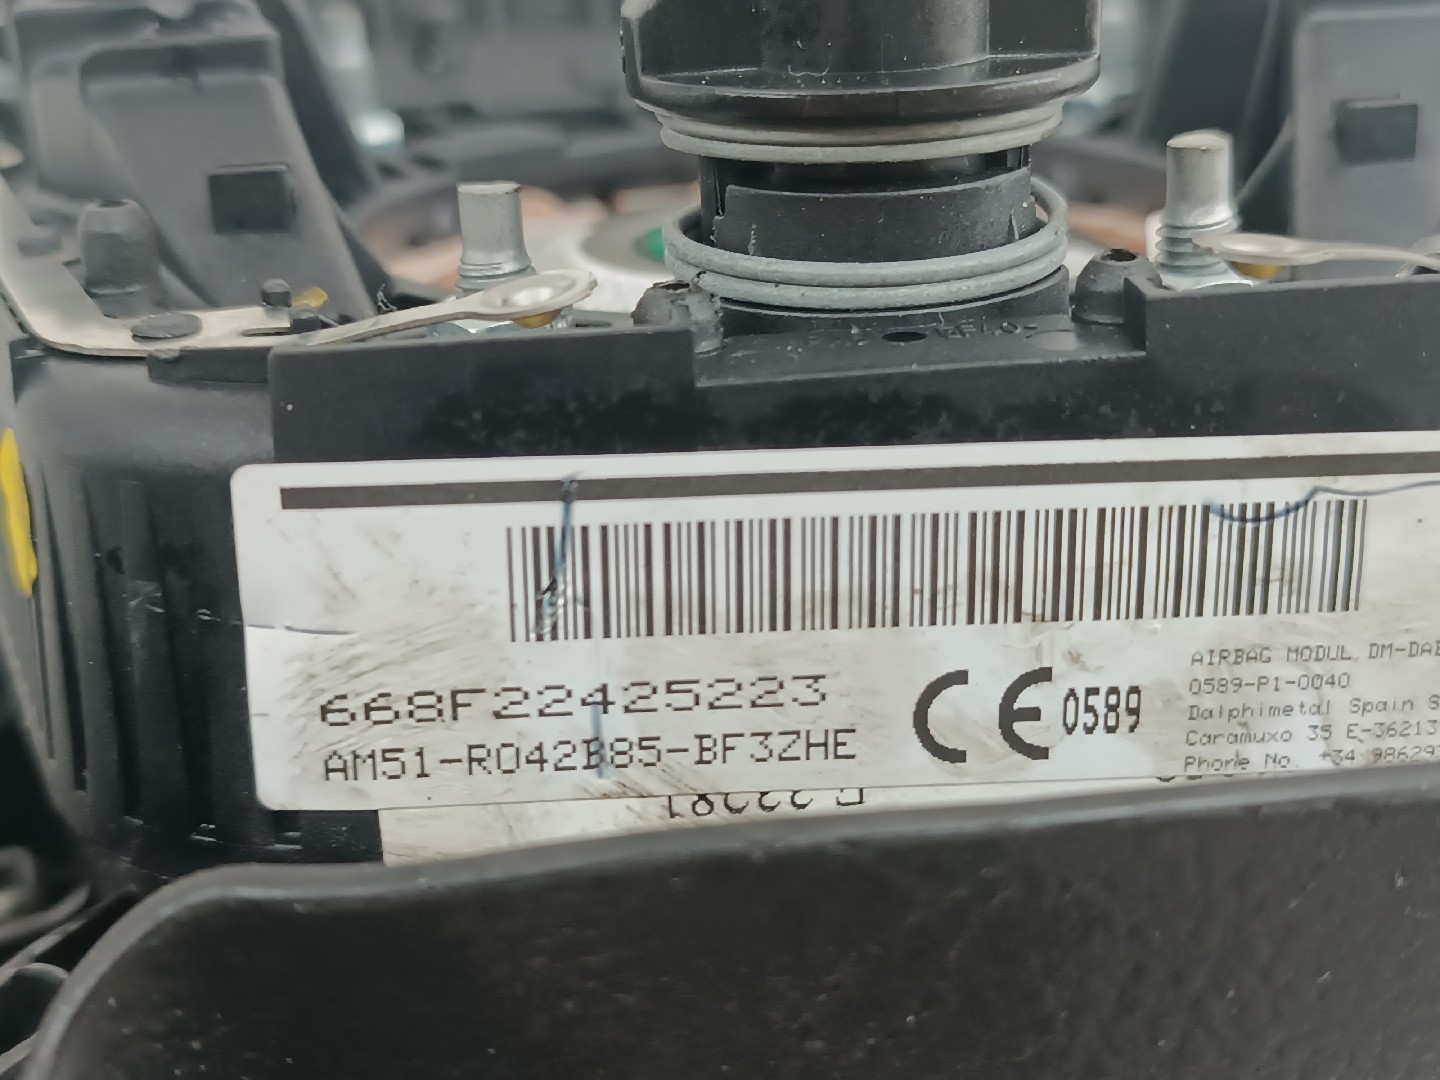 668F22425223
AM51-R042B85-BF3ZHE
CE 0589
AIRBAG MODUL DM-DAB
0589-P1-0040
Dalphimetal Spain S
Caramuxo 35 E-36213
Phone No. +34 98629